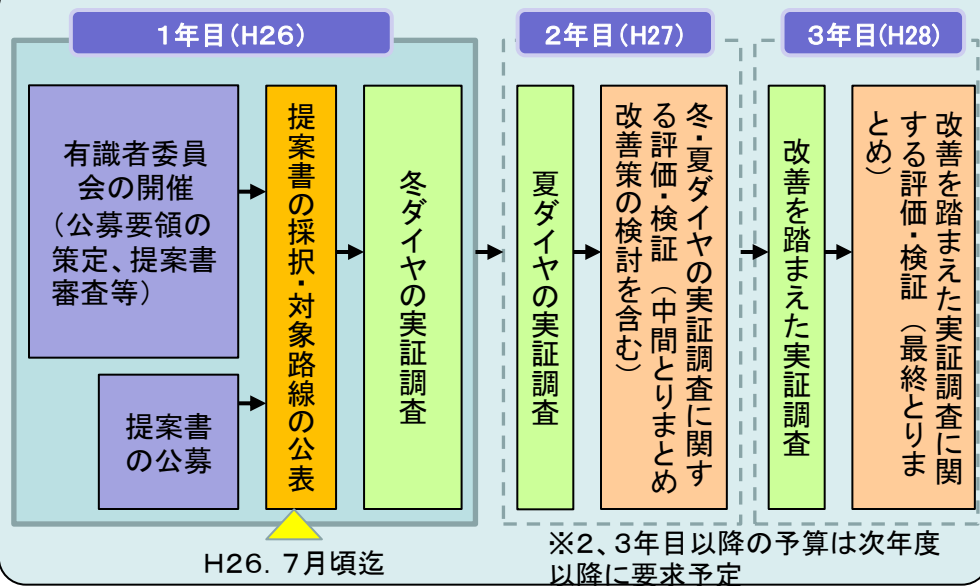 1年目(H26)
有識者委員
会の開催
（公募要領の
策定、提案書
審査等）
提案書
の公募
提案書の採択・対象路線の公表
冬ダイヤの実証調査
H26．7月頃迄
2年目(H27)
夏ダイヤの実証調査
冬・夏ダイヤの実証調査に関す
る評価・検証（中間とりまとめ
改善策の検討を含む）
3年目(H28)
改善を踏まえた実証調査
改善を踏まえた実証調査に関
する評価・検証（最終とりま
とめ）
※2、3年目以降の予算は次年度
以降に要求予定